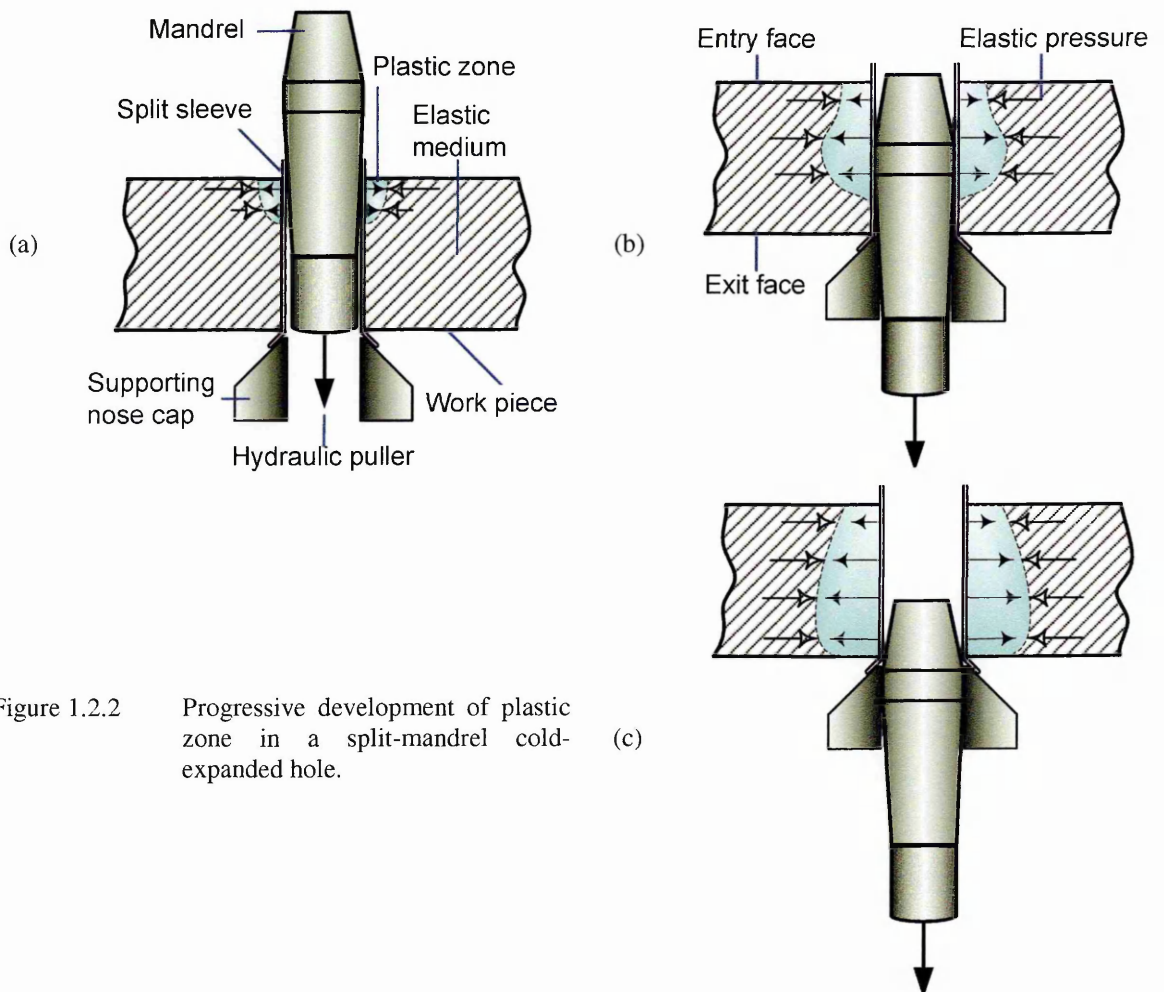 Mandrel
Plastic zone
Split sleeve
Elastic
medium
(a)
Supporting
nose cap
Work piece
Hydraulic puller
Entry face
Elastic pressure
(b)
Exit face
(c)
igure 1.2.2 Progressive development of plastic
zone in a split-mandrel cold-
expanded hole.